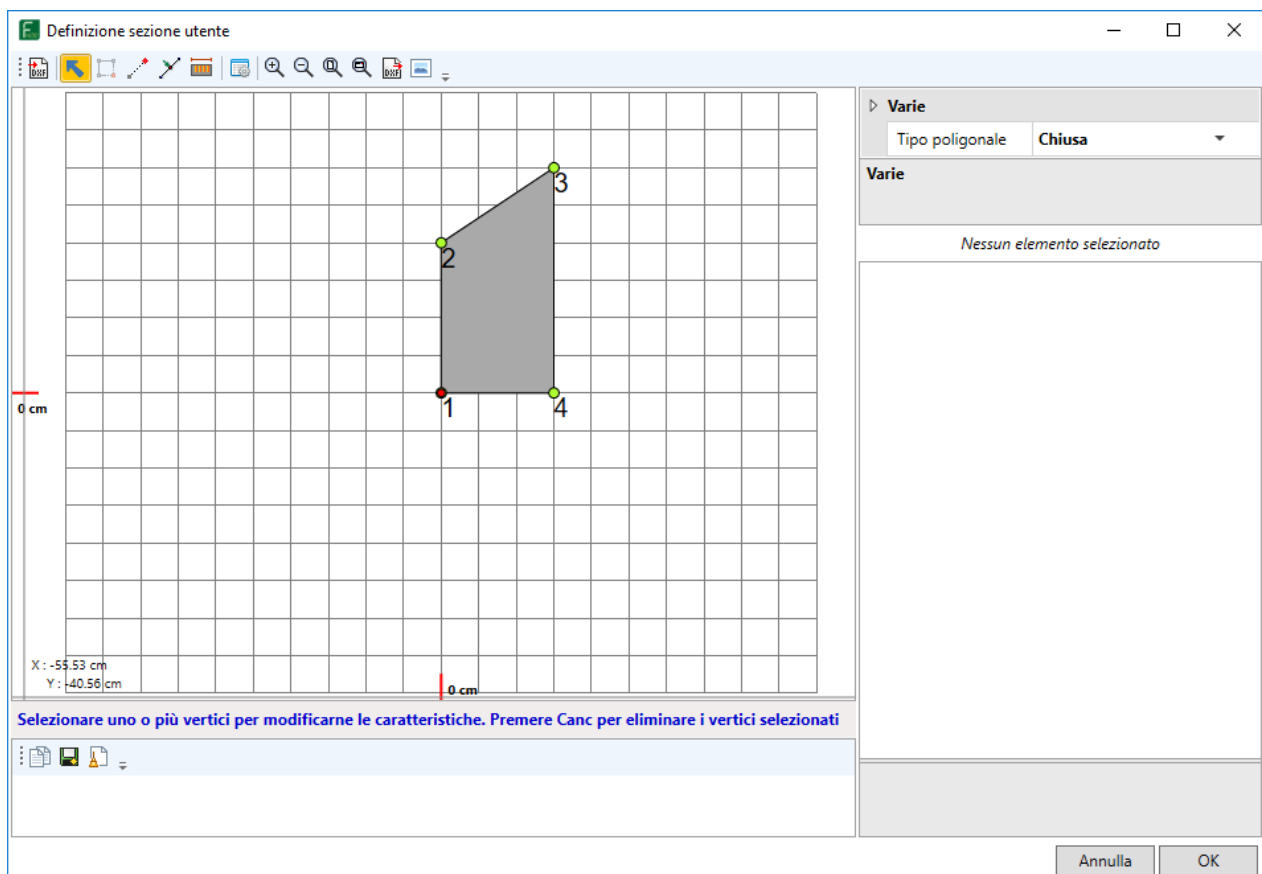 Definizione sezione utente
DXF
DXF
Varie
Tipo poligonale Chiusa
Varie
Nessun elemento selezionato
3
2
1
4
0 cm
X : -55.53 cm
Y : -40.56 cm
0 cm
Selezionare uno o più vertici per modificarne le caratteristiche. Premere Canc per eliminare i vertici selezionati
Annulla OK